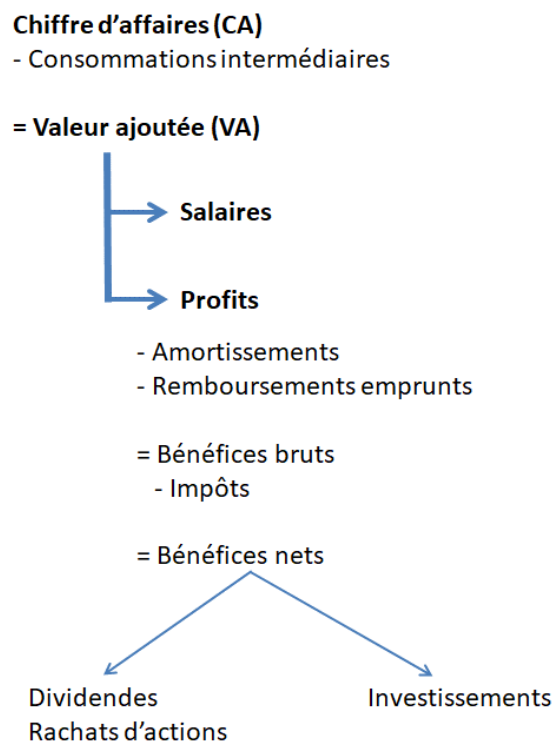 Chiffre d'affaires (CA)
- Consommations intermédiaires
= Valeur ajoutée (VA)
Salaires
Profits
- Amortissements
- Remboursements emprunts
= Bénéfices bruts
- Impôts
= Bénéfices nets
Dividendes
Rachats d'actions
Investissements